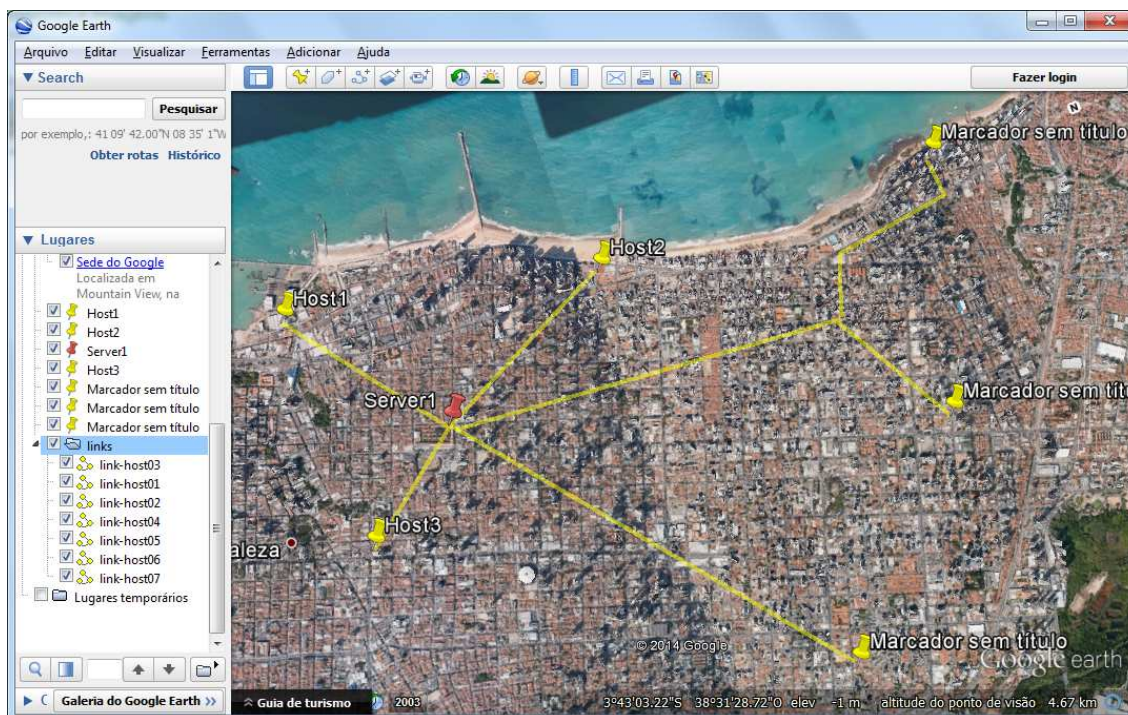 Google Earth
Arquivo Editar Visualizar Ferramentas Adicionar Ajuda
Search
Pesquisar
por exemplo,: 41 09' 42.00"N 08 35' 1"W
Obter rotas Histórico
Lugares
Sede do Google
Localizada em
Mountain View, na
Host1
Host2
Server1
Host3
Marcador sem título
Marcador sem título
Marcador sem título
links
link-host03
link-host01
link-host02
link-host04
link-host05
link-host06
link-host07
Lugares temporários
Galeria do Google Earth >>
Fazer login
N
Marcador sem título
Host2
Host1
Server1
Marcador sem títu
Host3
aleza
Marcador sem título
© 2014 Google
Google earth
Guia de turismo
2003
3°43'03.22"S 38°31'28.72"O elev -1 m altitude do ponto de visão 4.67 km